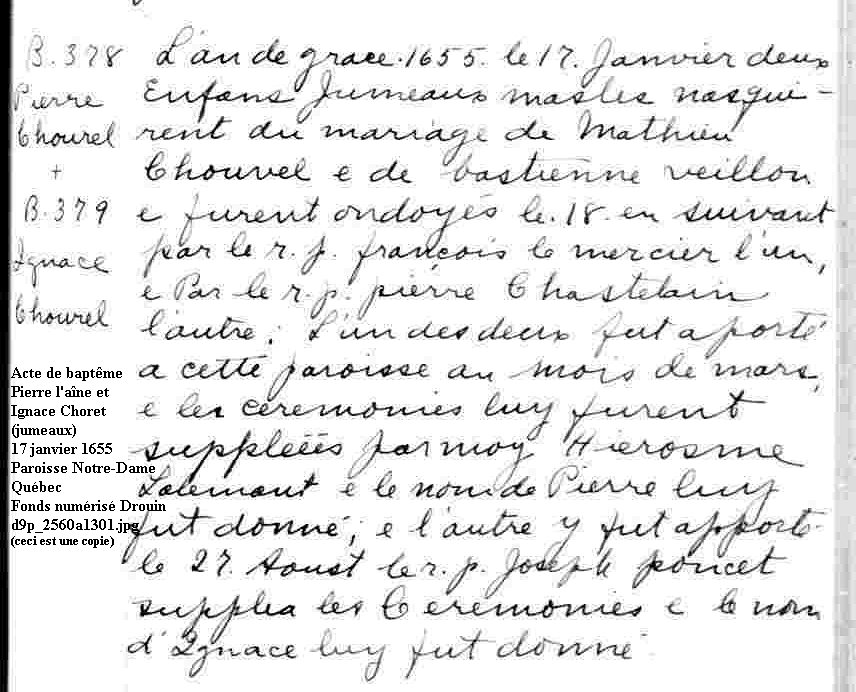 B. 378
Pierre
Chourel
+
B. 379
Ignace
Chourel
L'an de grace. 1655. le 17. Janvier deux
Enfans Jumeaux masles nasqui-
rent du mariage de Mathieu
Chouvel e de bastienne veillon
e furent ondoyés le. 18. en suivant
par le r. p. francois le mercier l'un,
e Par le r. p. pierre Chastelain
l'autre; L'un des deux fut aporté
a cette paroisse au mois de mars,
e les ceremonies luy furent
suppléées par moy Hierosme
Lalemant e le nom de Pierre luy
fut donné; e l'autre y fut apporté
le 27. Aoust le r. p. Joseph poncet
supplea les Ceremonies e le nom
d'Ignace luy fut donné
Acte de baptême
Pierre l'aîne et
Ignace Choret
(jumeaux)
17 janvier 1655
Paroisse Notre-Dame
Québec
Fonds numérisé Drouin
d9p_2560a1301.jpg
(ceci est une copie)